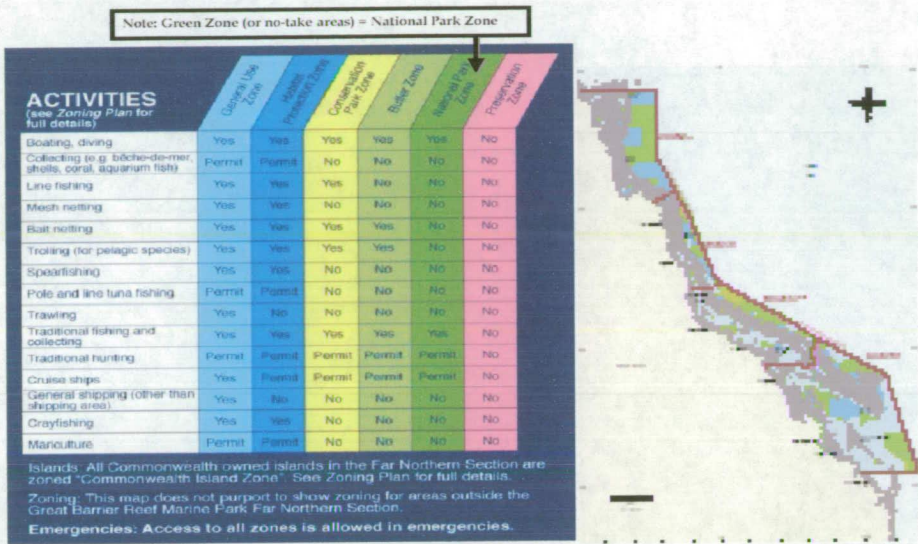 Note: Green Zone (or no-take areas) = National Park Zone
General Use Zone
Habitat Protection Zone
Conservation Park Zone
Buffer Zone
National Park Zone
Preservation Zone
ACTIVITIES
(see Zoning Plan for
full details)
Boating, diving Yes Yes Yes Yes Yes No
Collecting (e.g. bêche-de-mer,
shells, coral, aquarium fish) Permit Permit No No No No
Line fishing Yes Yes Yes No No No
Mesh netting Yes Yes No No No No
Bait netting Yes Yes Yes Yes No No
Trolling (for pelagic species) Yes Yes Yes Yes No No
Spearfishing Yes Yes No No No No
Pole and line tuna fishing Permit Permit No No No No
Trawling Yes No No No No No
Traditional fishing and
collecting Yes Yes Yes Yes Yes No
Traditional hunting Permit Permit Permit Permit Permit No
Cruise ships Yes Permit Permit Permit Permit No
General shipping (other than
shipping area) Yes No No No No No
Crayfishing Yes Yes No No No No
Mariculture Permit Permit No No No No
Islands: All Commonwealth owned islands in the Far Northern Section are
zoned "Commonwealth Island Zone". See Zoning Plan for full details.
Zoning: This map does not purport to show zoning for areas outside the
Great Barrier Reef Marine Park Far Northern Section.
Emergencies: Access to all zones is allowed in emergencies.